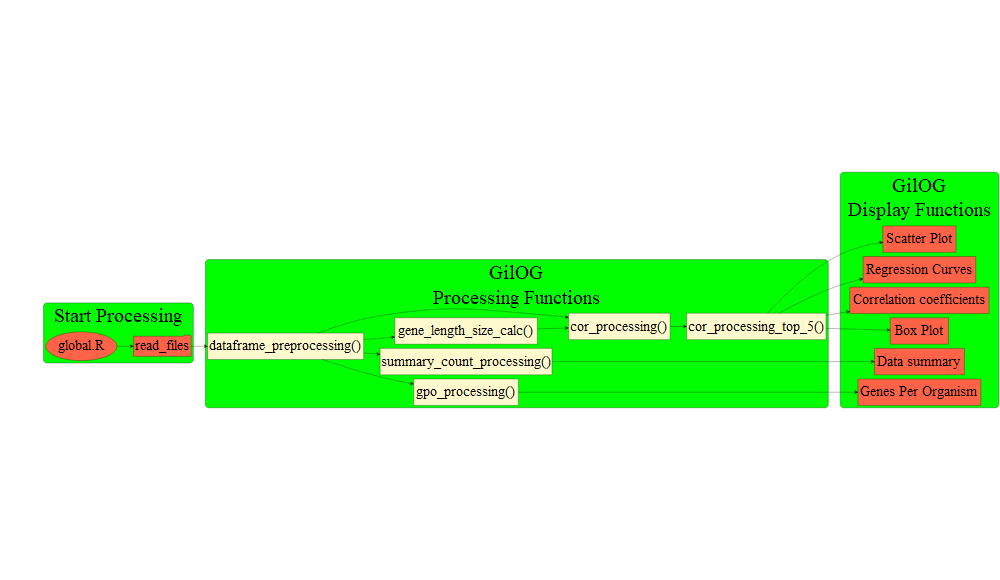 Start Processing
global.R
read_files
GilOG
Processing Functions
dataframe_preprocessing()
gene_length_size_calc()
summary_count_processing()
gpo_processing()
cor_processing()
cor_processing_top_5()
GilOG
Display Functions
Scatter Plot
Regression Curves
Correlation coefficients
Box Plot
Data summary
Genes Per Organism